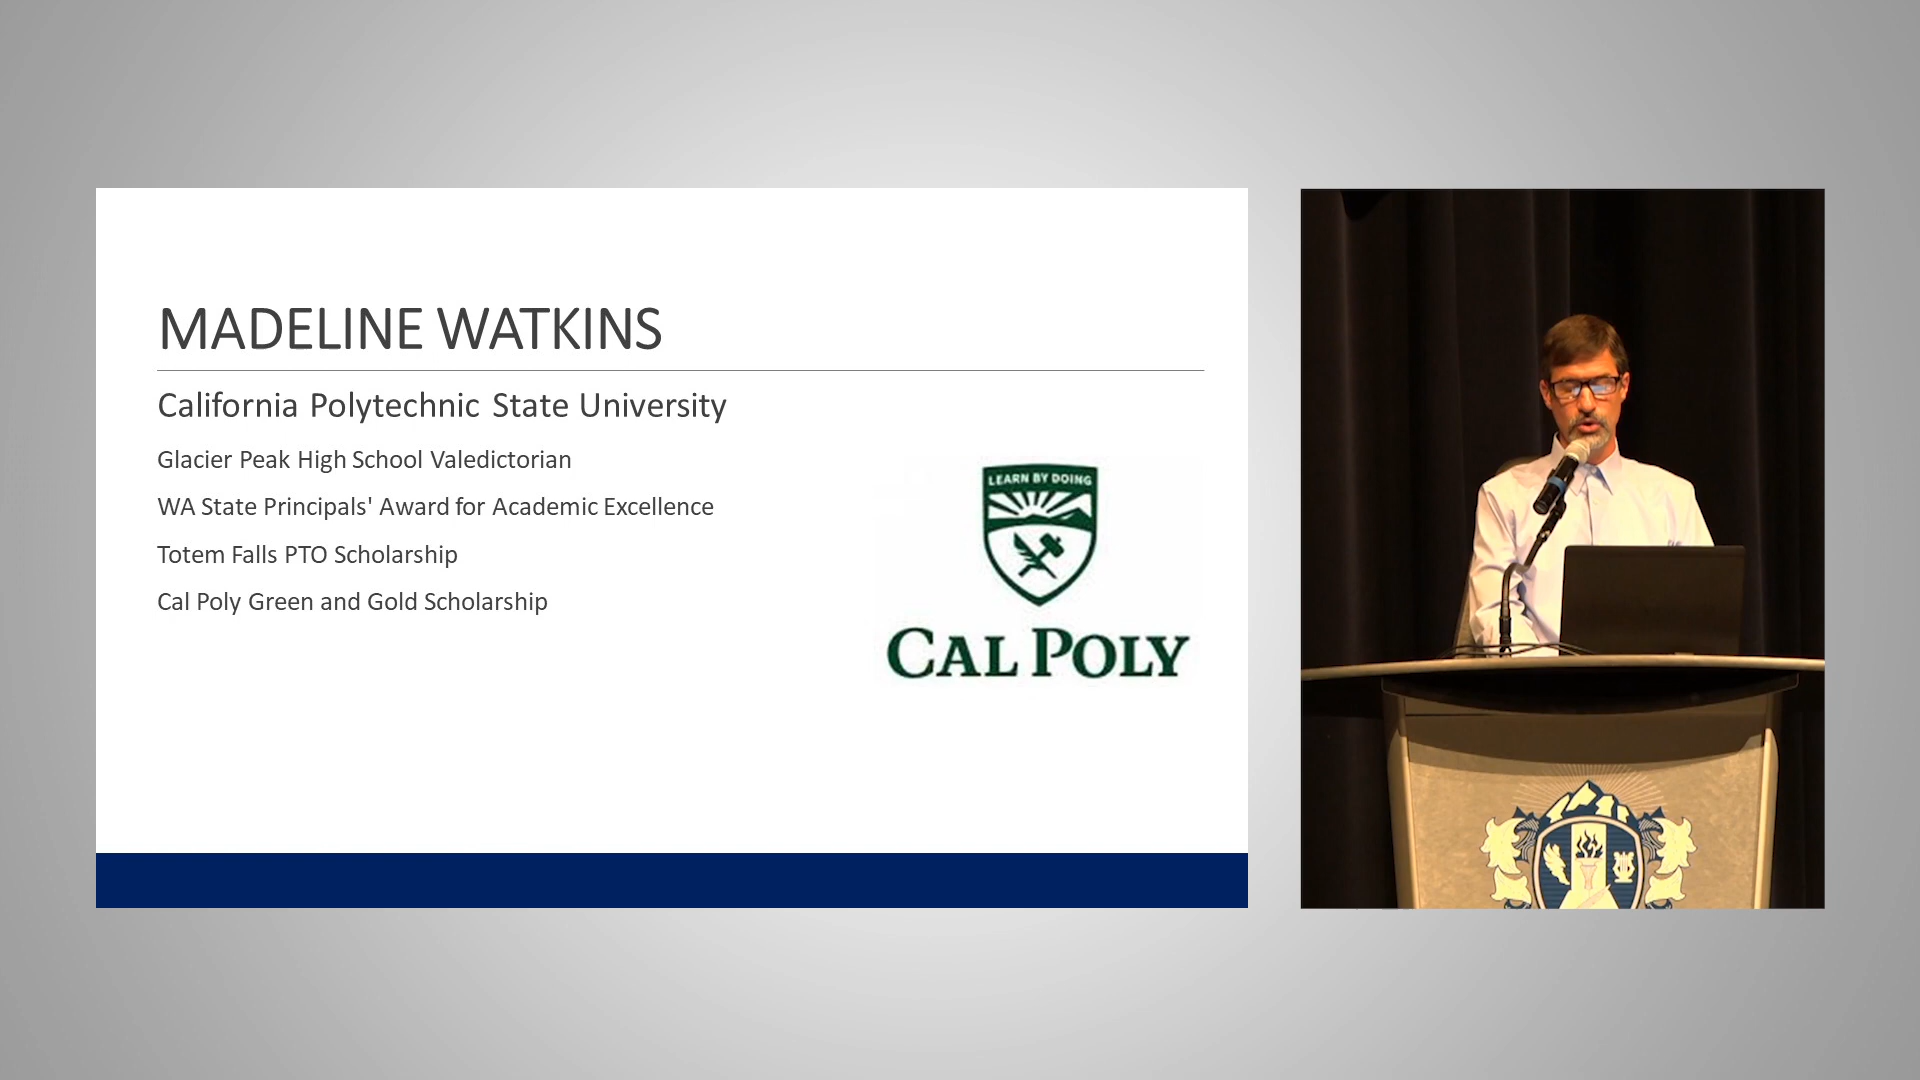 MADELINE WATKINS
California Polytechnic State University
Glacier Peak High School Valedictorian
WA State Principals' Award for Academic Excellence
Totem Falls PTO Scholarship
Cal Poly Green and Gold Scholarship
LEARN BY DOING
CAL POLY